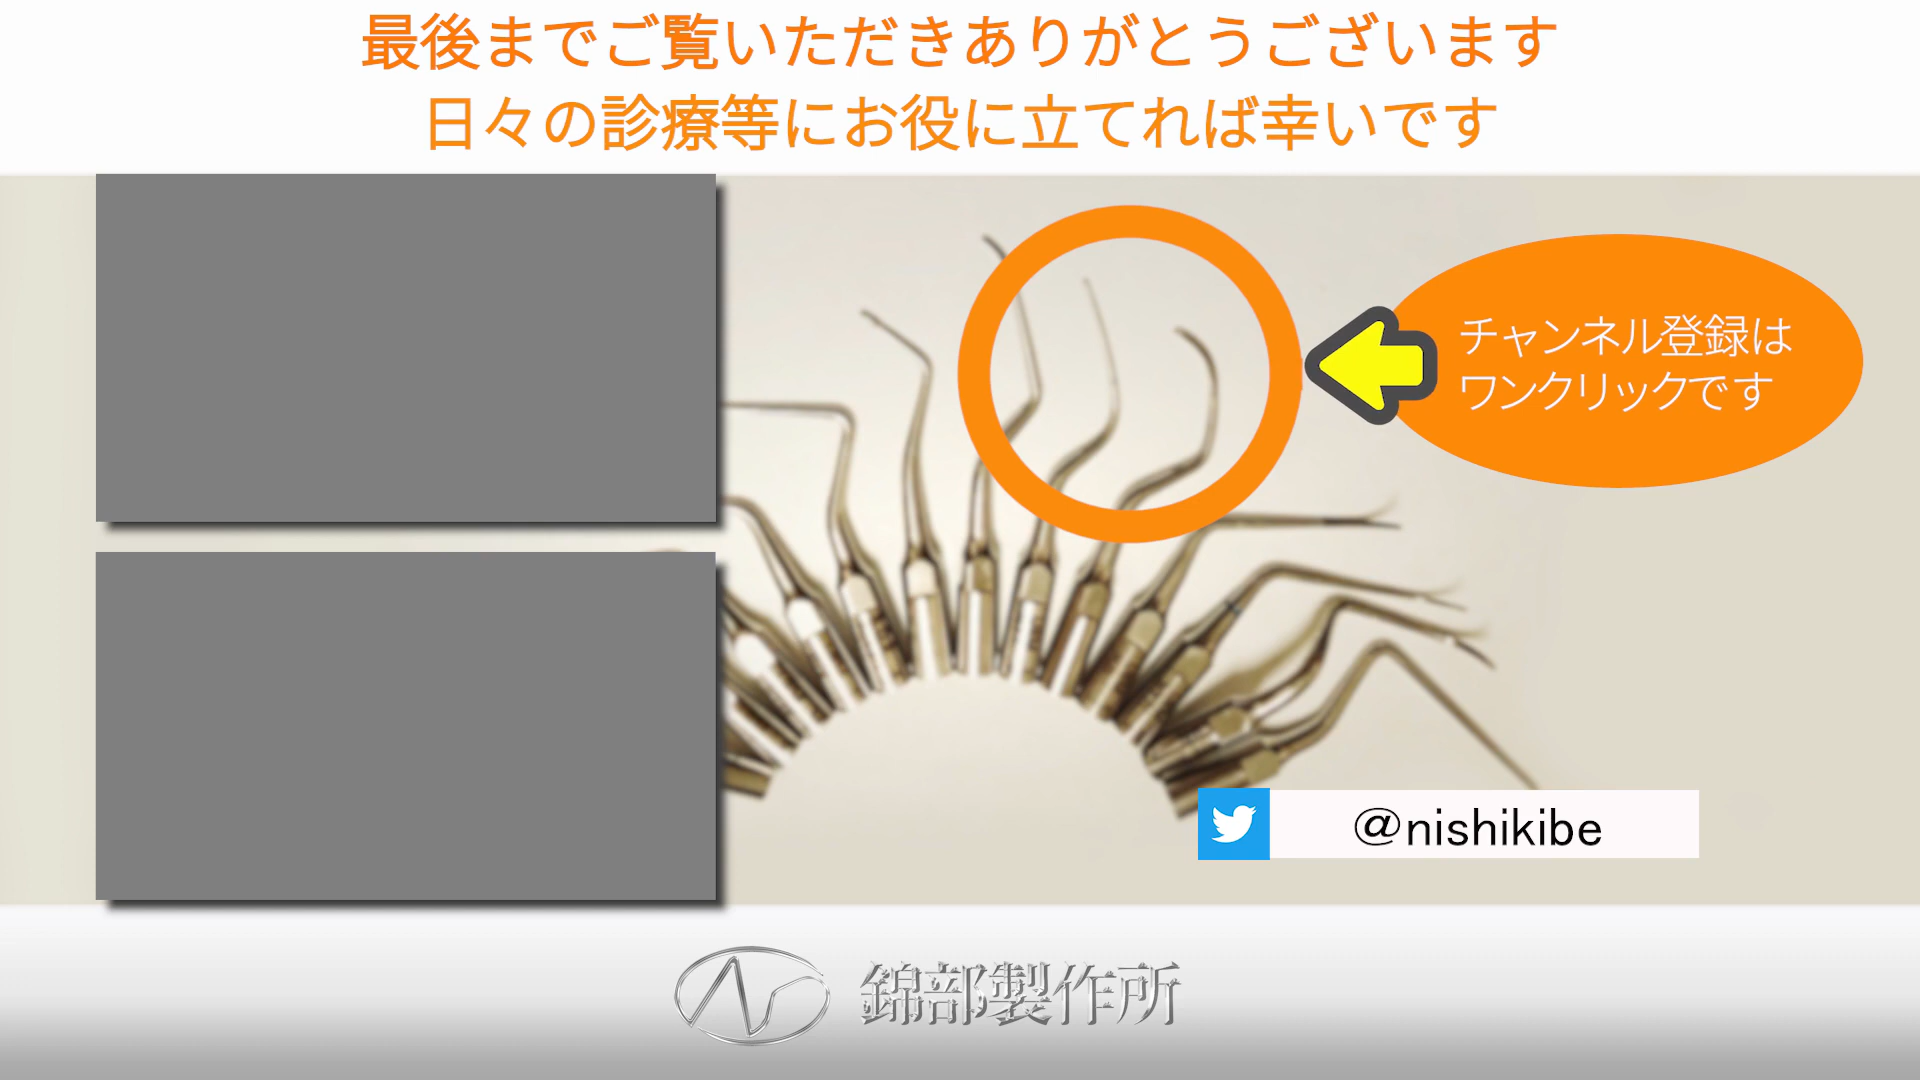 最後までご覧いただきありがとうございます
日々の診療等にお役に立てれば幸いです
チャンネル登録は
ワンクリックです
@nishikibe
錦部製作所